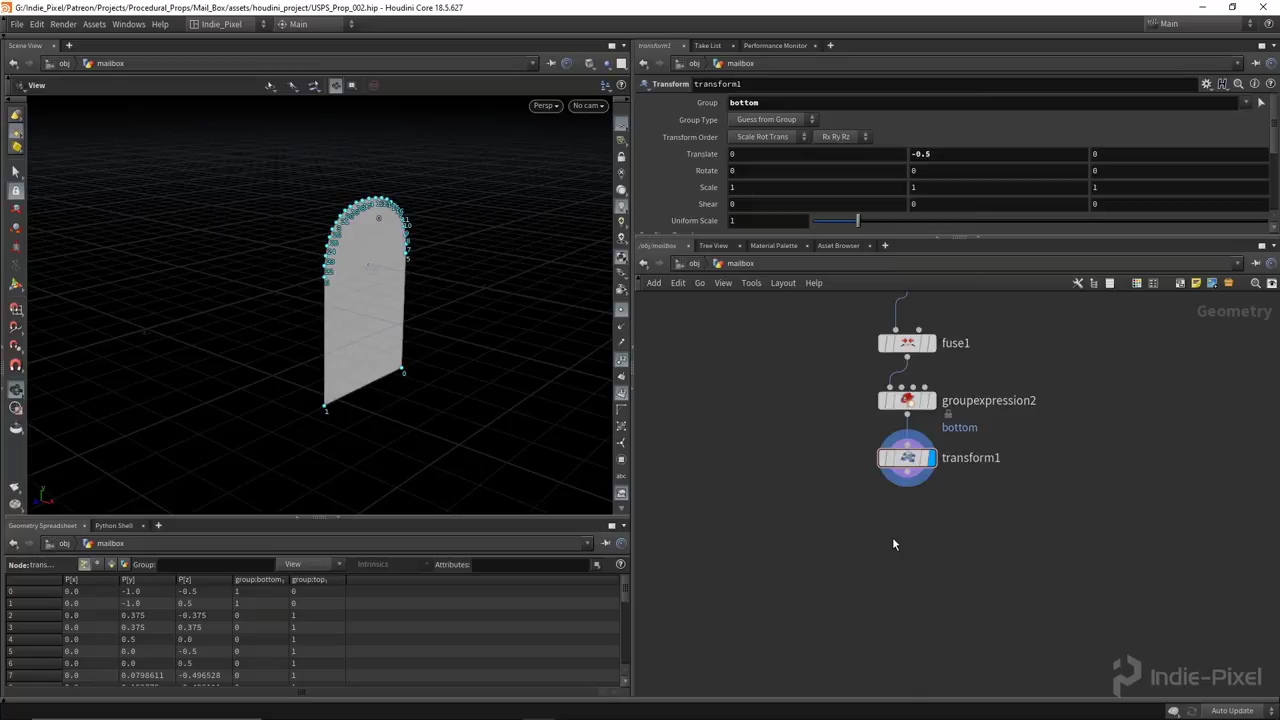 G:/Indie_Pixel/Patreon/Projects/Procedural_Props/Mail_Box/assets/houdini_project/USPS_Prop_002.hip - Houdini Core 18.5.627
File Edit Render Assets Windows Help Indie_Pixel Main Main
Scene View transform1 Take List Performance Monitor
obj mailbox obj mailbox
View Transform transform1
Persp No cam Group bottom
Group Type Guess from Group
Transform Order Scale Rot Trans Rx Ry Rz
Translate 0 -0.5 0
Rotate 0 0 0
Scale 1 1 1
Shear 0 0 0
Uniform Scale 1
/obj/mailbox Tree View Material Palette Asset Browser
obj mailbox
Add Edit Go View Tools Layout Help
Geometry
fuse1
groupexpression2
bottom
transform1
0
1
abc
Geometry Spreadsheet Python Shell
obj mailbox
Node: trans... Group: View Intrinsics Attributes:
P[x] P[y] P[z] group:bottom group:top
0 0.0 -1.0 -0.5 1 0
1 0.0 -1.0 0.5 1 0
2 0.0 0.375 -0.375 0 1
3 0.0 0.375 0.375 0 1
4 0.0 0.5 0.0 0 1
5 0.0 0.0 -0.5 0 1
6 0.0 0.0 0.5 0 1
7 0.0 0.0798611 -0.496528 0 1
Indie-Pixel
Auto Update